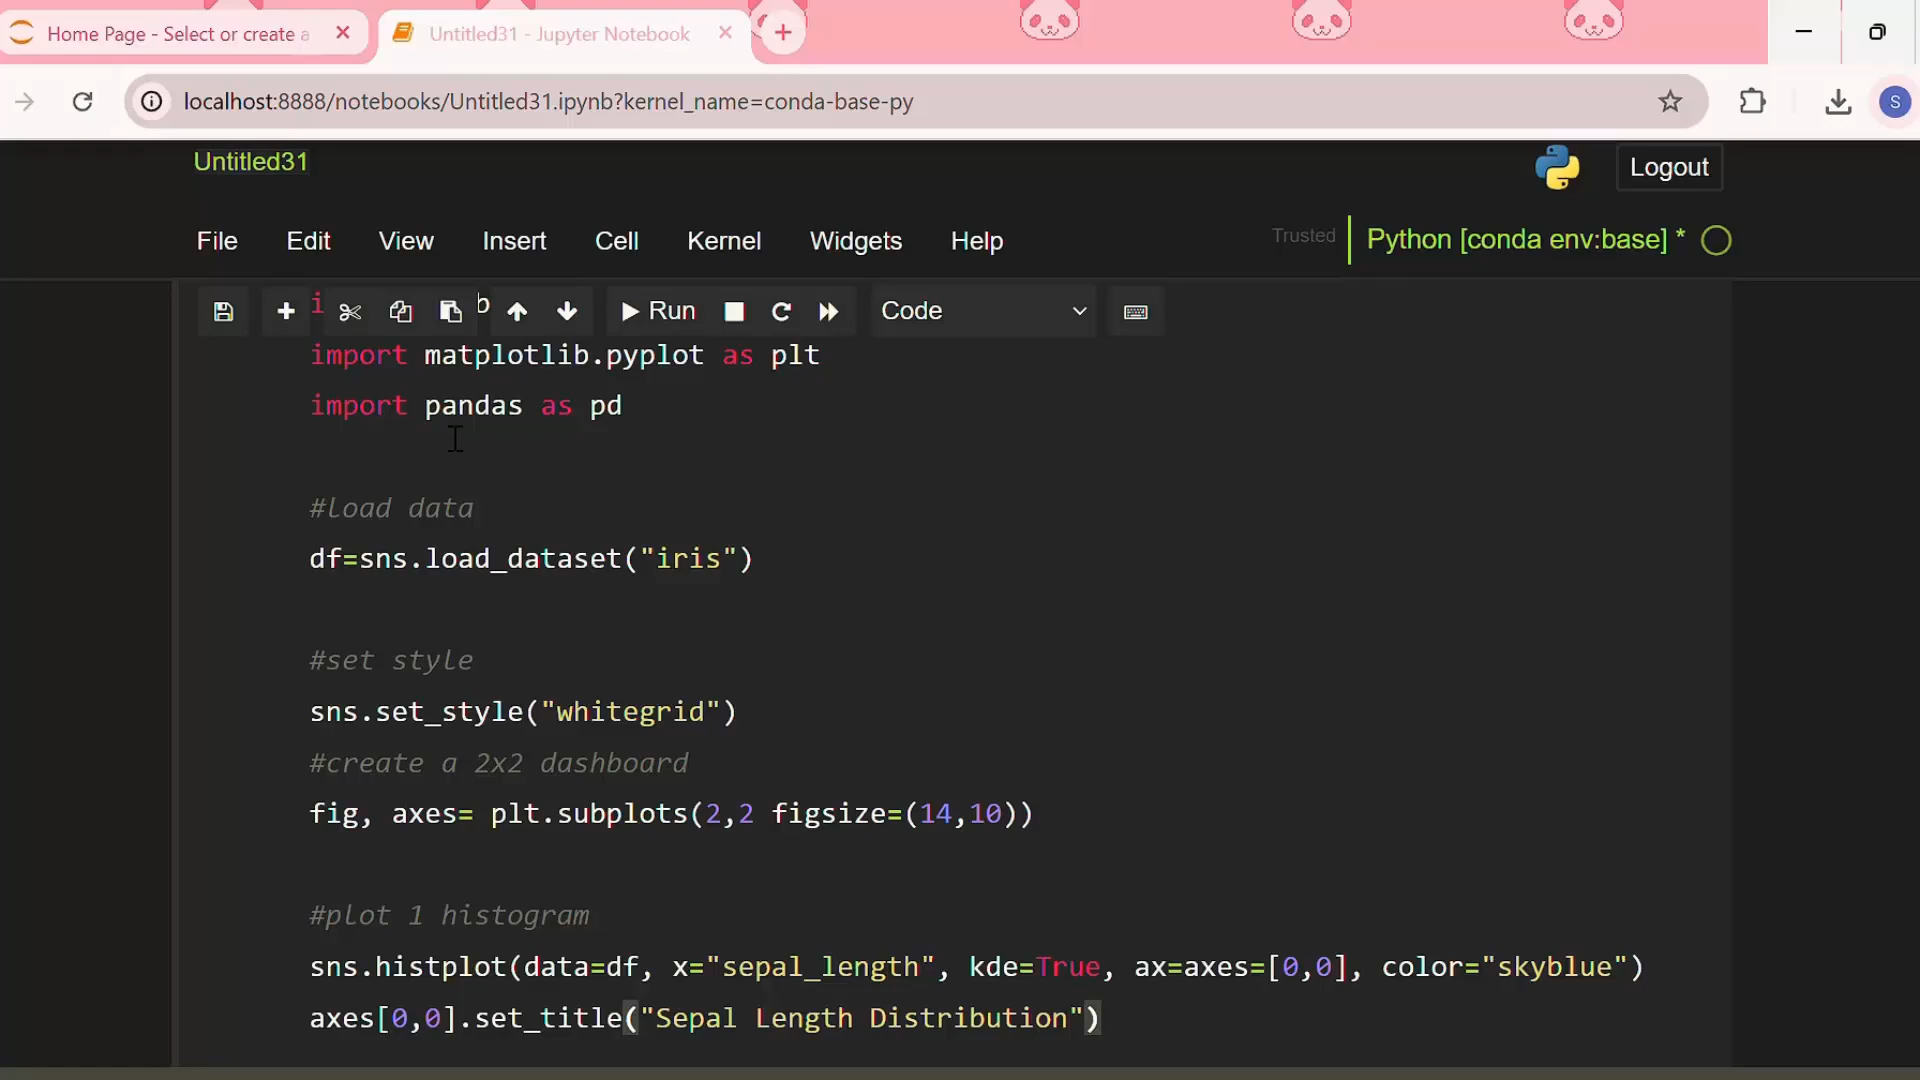 Home Page - Select or create a
Untitled31 - Jupyter Notebook
localhost:8888/notebooks/Untitled31.ipynb?kernel_name=conda-base-py
S
Untitled31
Logout
File Edit View Insert Cell Kernel Widgets Help
Trusted
Python [conda env:base] *
Run
Code
import matplotlib.pyplot as plt
import pandas as pd
#load data
df=sns.load_dataset("iris")
#set style
sns.set_style("whitegrid")
#create a 2x2 dashboard
fig, axes= plt.subplots(2,2 figsize=(14,10))
#plot 1 histogram
sns.histplot(data=df, x="sepal_length", kde=True, ax=axes=[0,0], color="skyblue")
axes[0,0].set_title("Sepal Length Distribution")